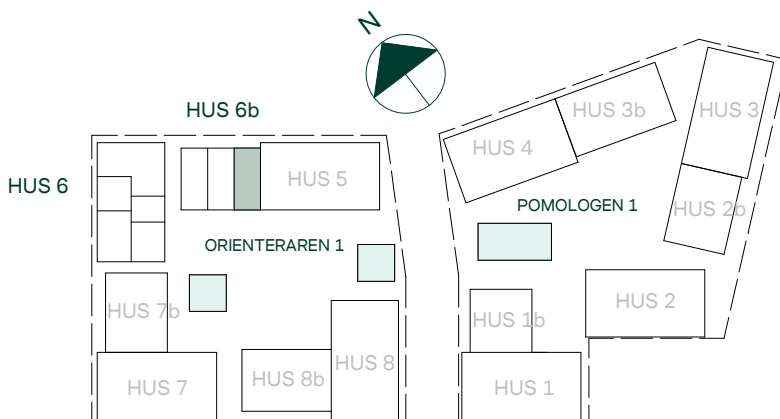 N
HUS 6b
HUS 3b
HUS 3
HUS 4
HUS 6
HUS 5
POMOLOGEN 1
HUS 2b
ORIENTERAREN 1
HUS 7b
HUS 2
HUS 1b
HUS 8
HUS 8b
HUS 7
HUS 1